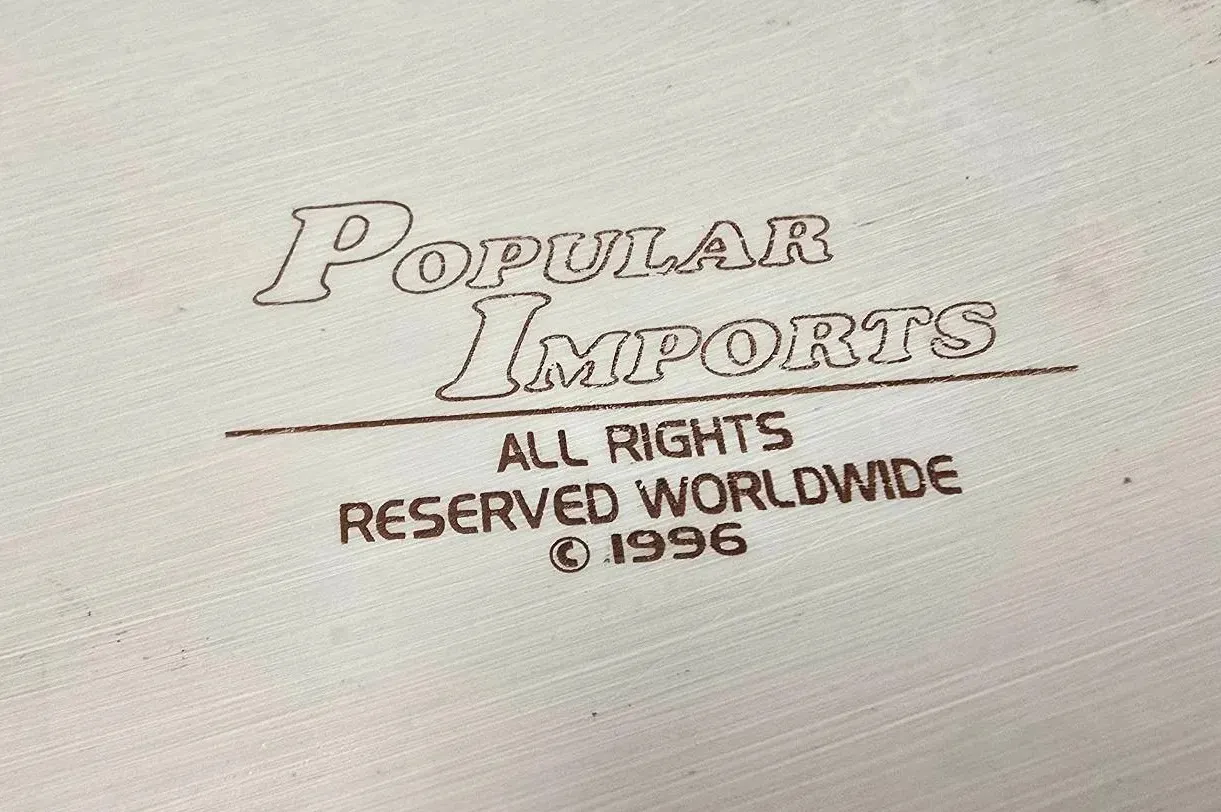 POPULAR
IMPORTS
ALL RIGHTS
RESERVED WORLDWIDE
© 1996